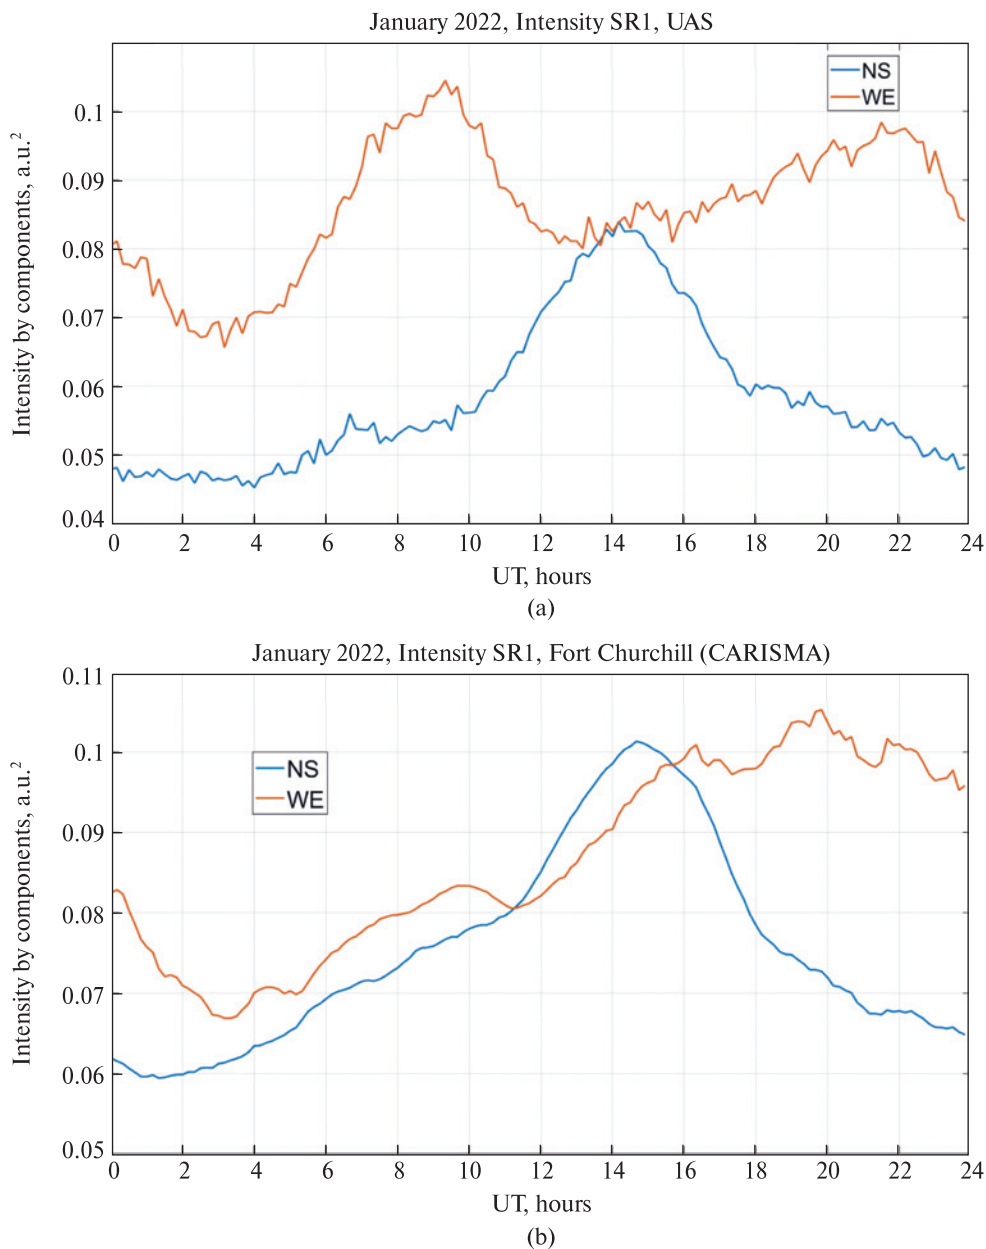 January 2022, Intensity SR1, UAS
NS
WE
Intensity by components, a.u.²
0.1
0.09
0.08
0.07
0.06
0.05
0.04
0 2 4 6 8 10 12 14 16 18 20 22 24
UT, hours
(a)
January 2022, Intensity SR1, Fort Churchill (CARISMA)
NS
WE
Intensity by components, a.u.²
0.11
0.1
0.09
0.08
0.07
0.06
0.05
0 2 4 6 8 10 12 14 16 18 20 22 24
UT, hours
(b)